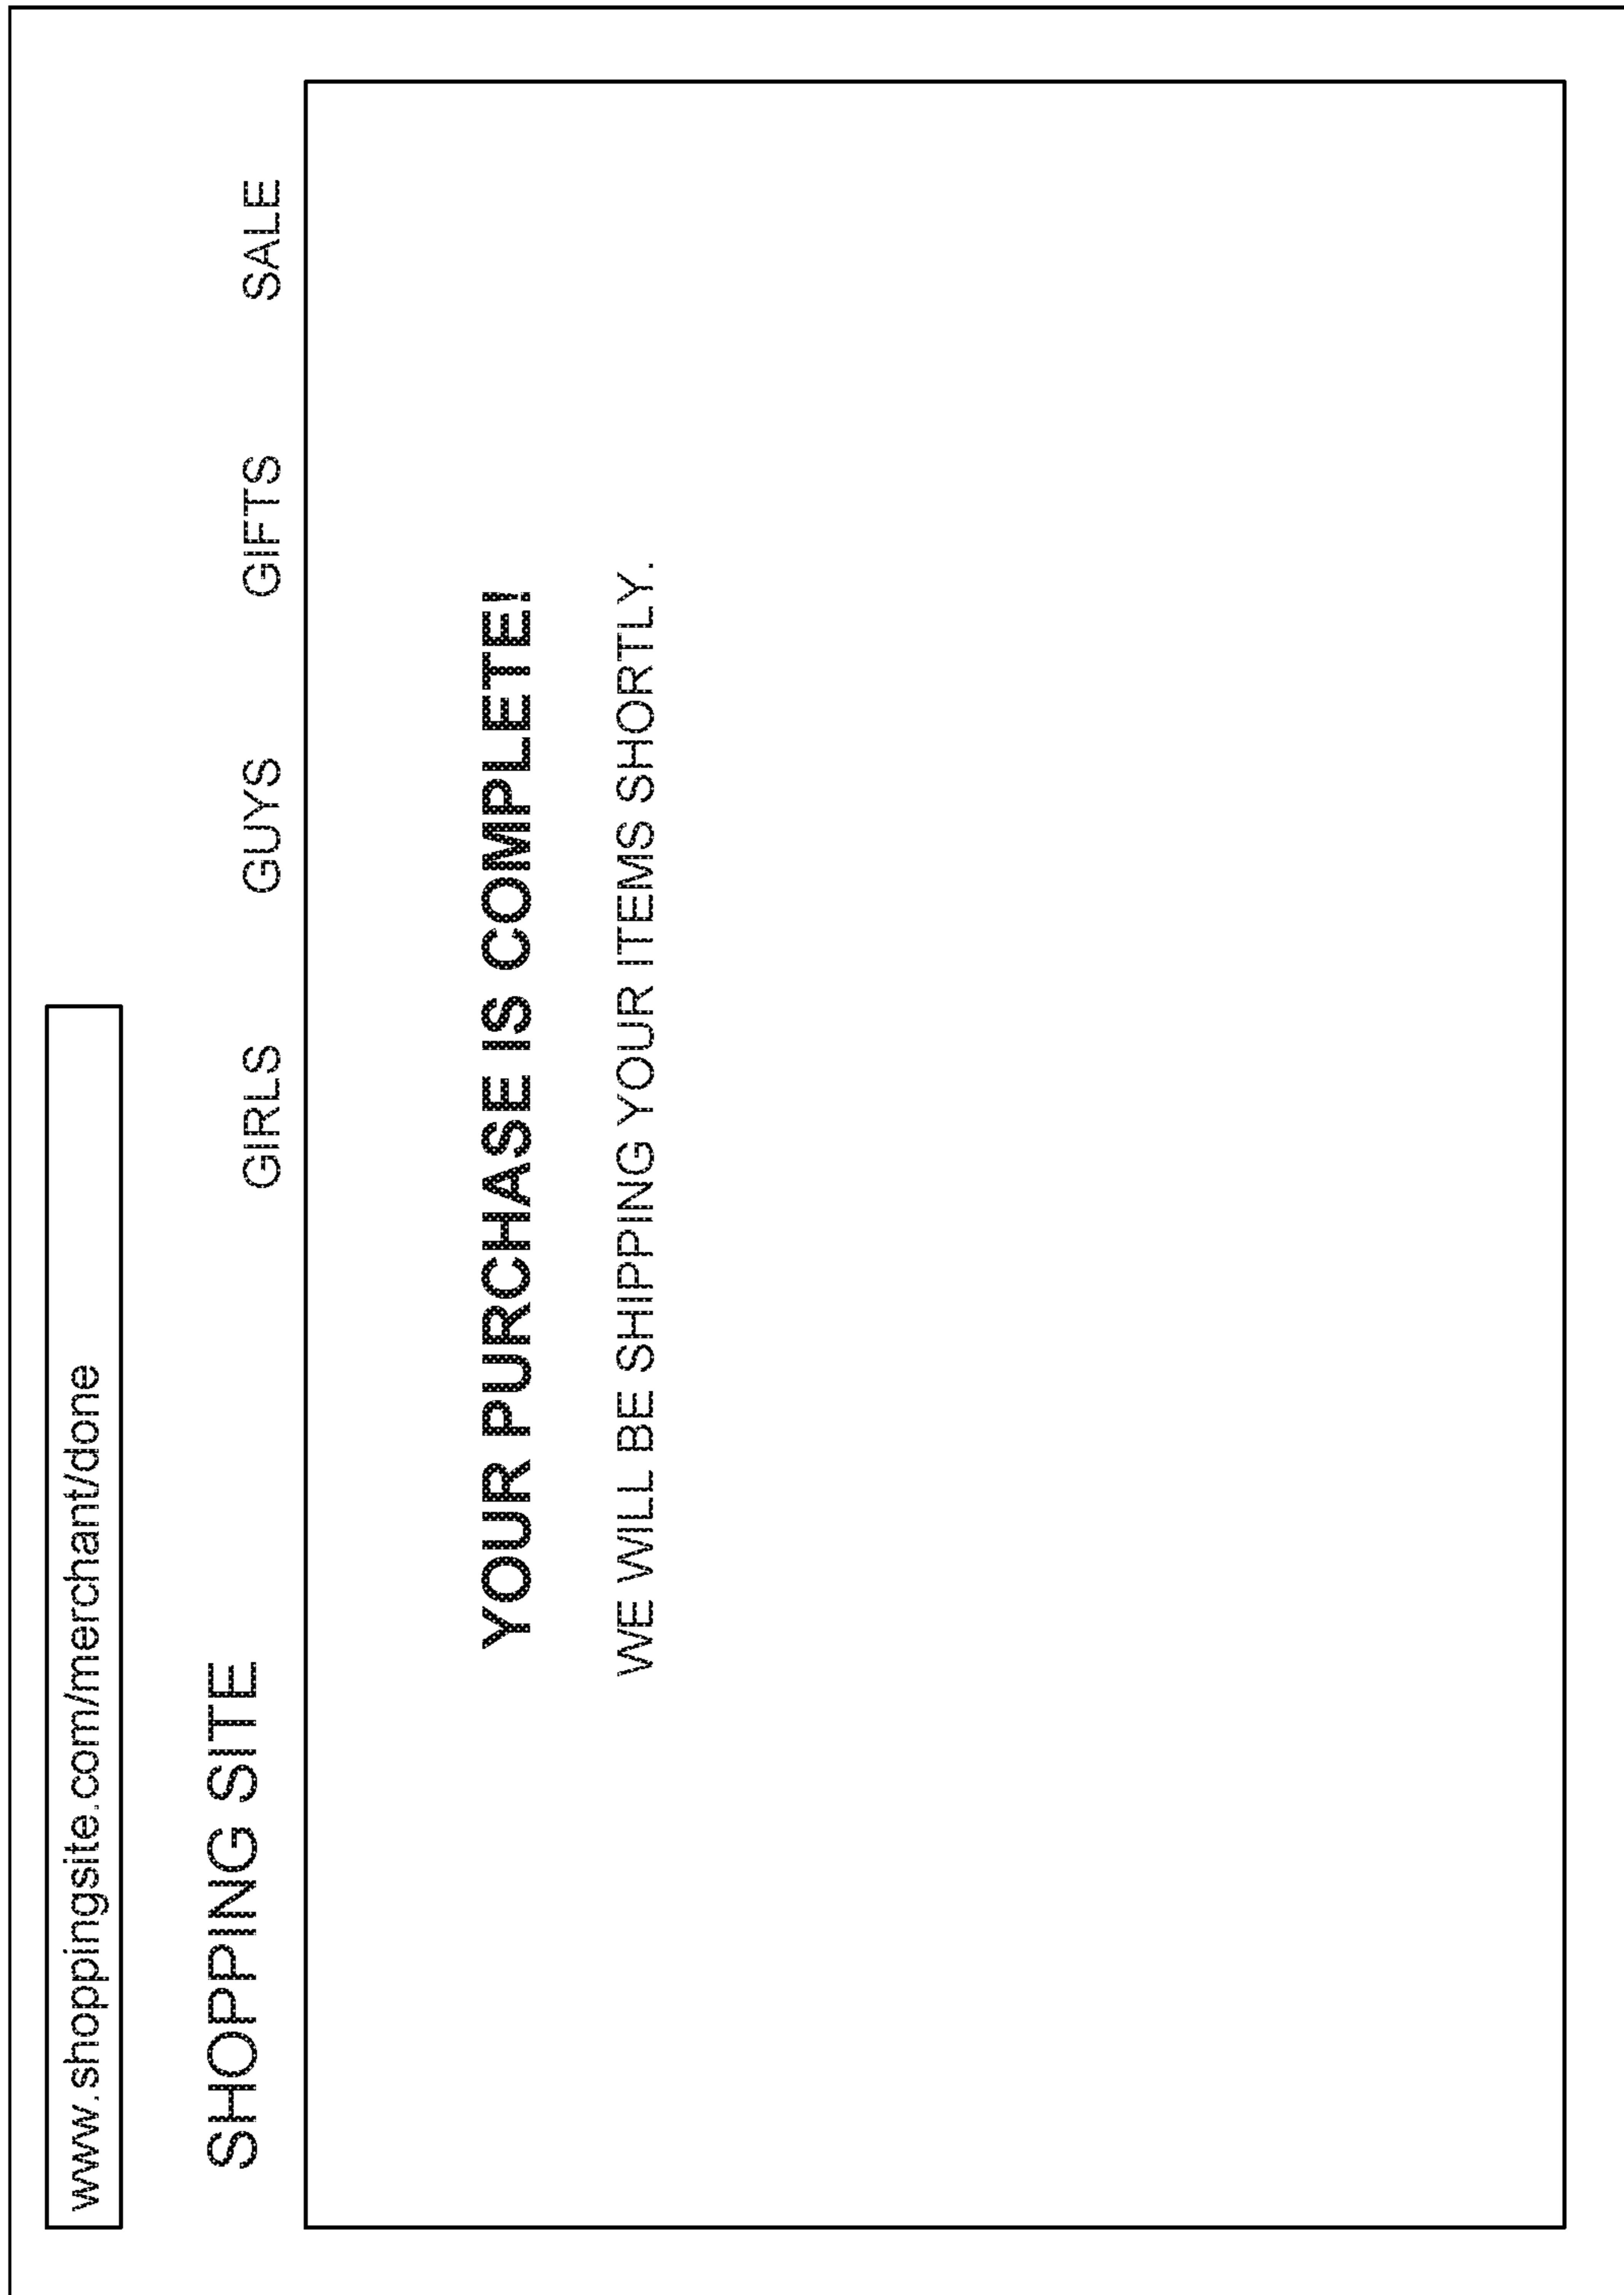 www.shoppingsite.com/merchant/done
SHOPPING SITE
GIRLS GUYS GIFTS SALE
YOUR PURCHASE IS COMPLETE!
WE WILL BE SHIPPING YOUR ITEMS SHORTLY.